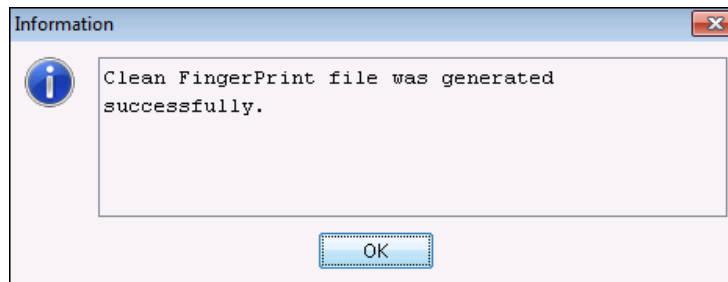 Information
Clean FingerPrint file was generated
successfully.
OK